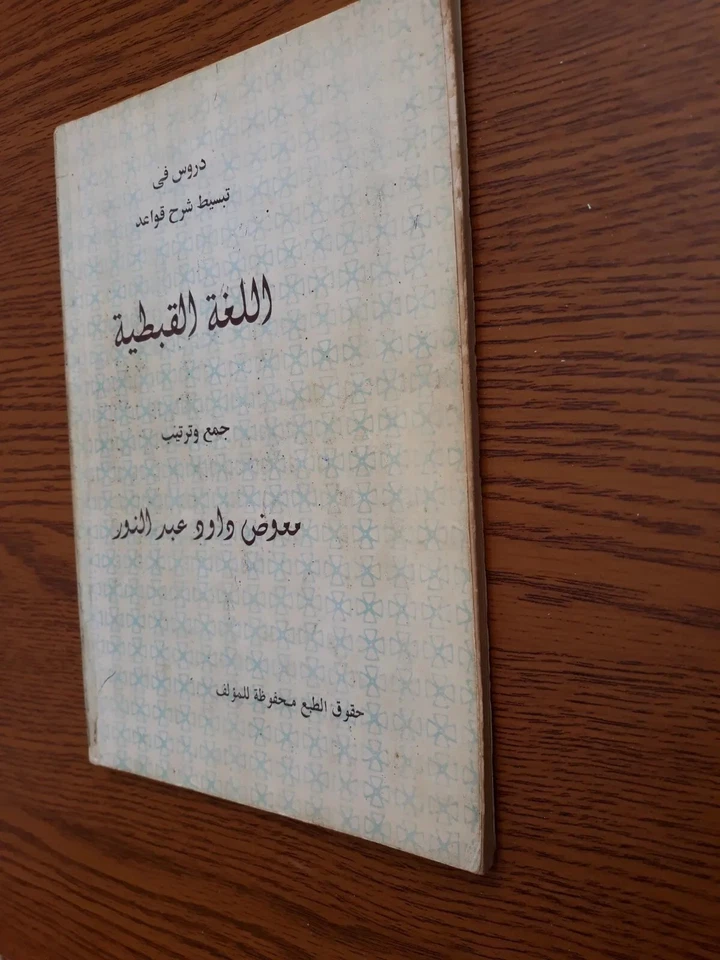 دروس فى
تبسيط شرح قواعد
اللغة القبطية
جمع وترتيب
معوض داود عبد النور
حقوق الطبع محفوظة للمؤلف